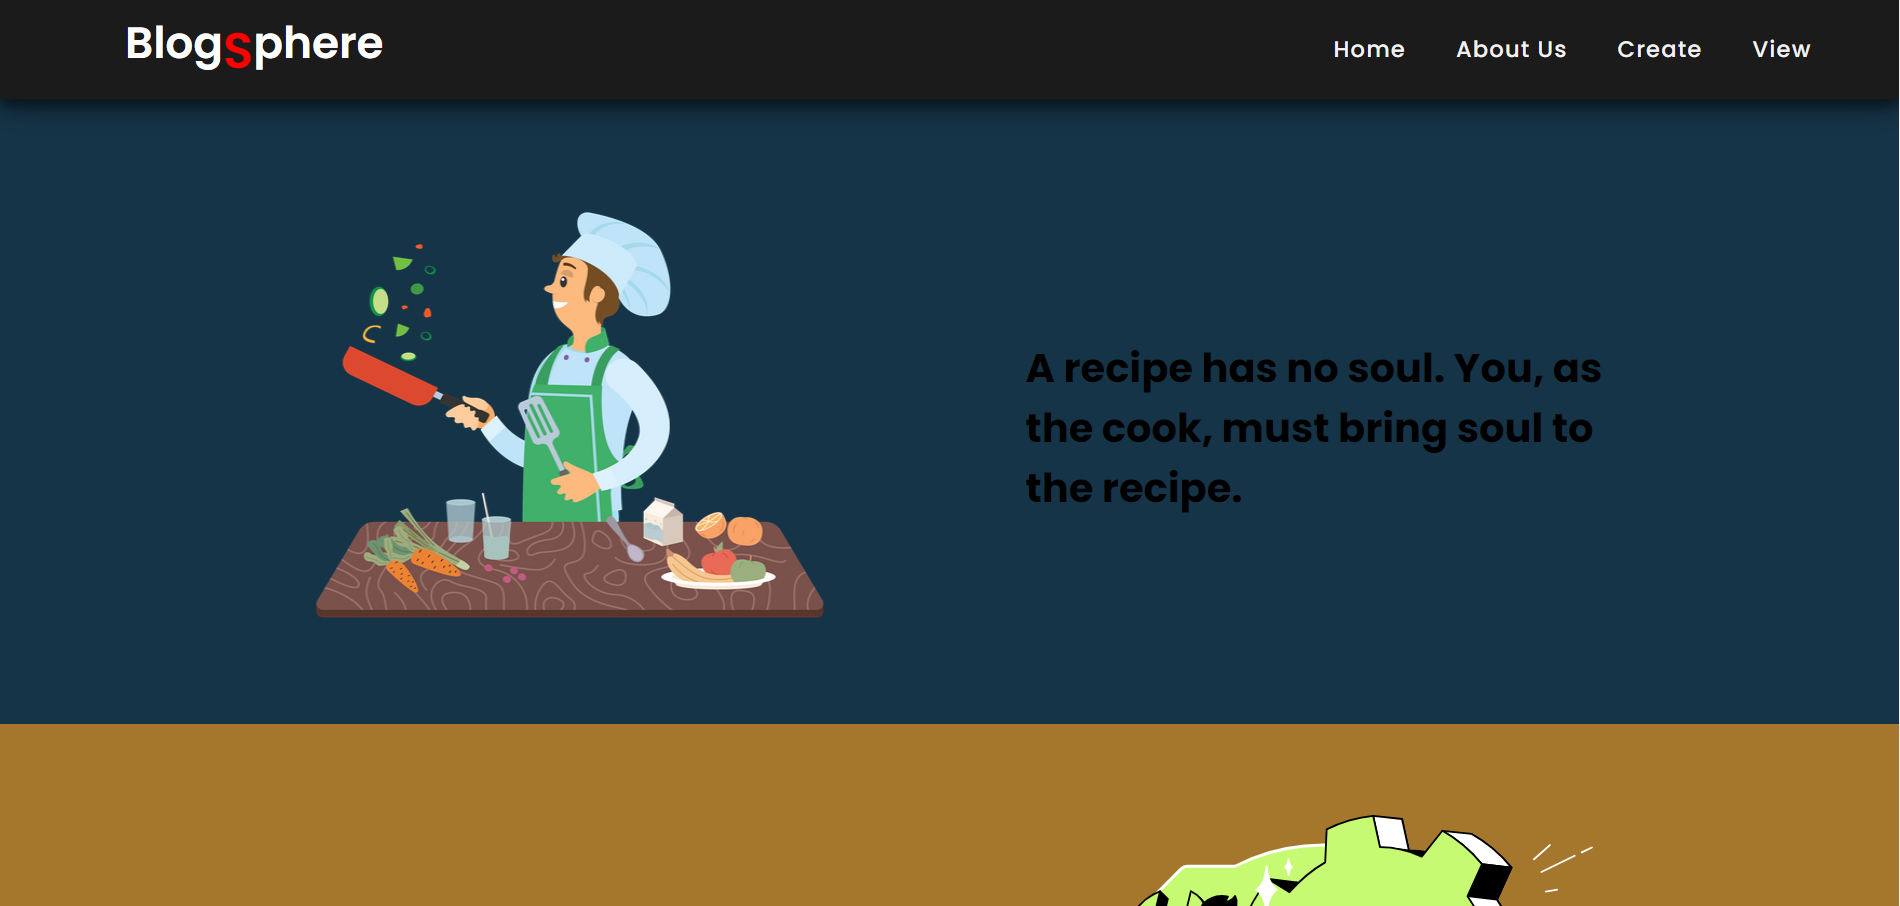 BlogSphere
Home About Us Create View
A recipe has no soul. You, as
the cook, must bring soul to
the recipe.